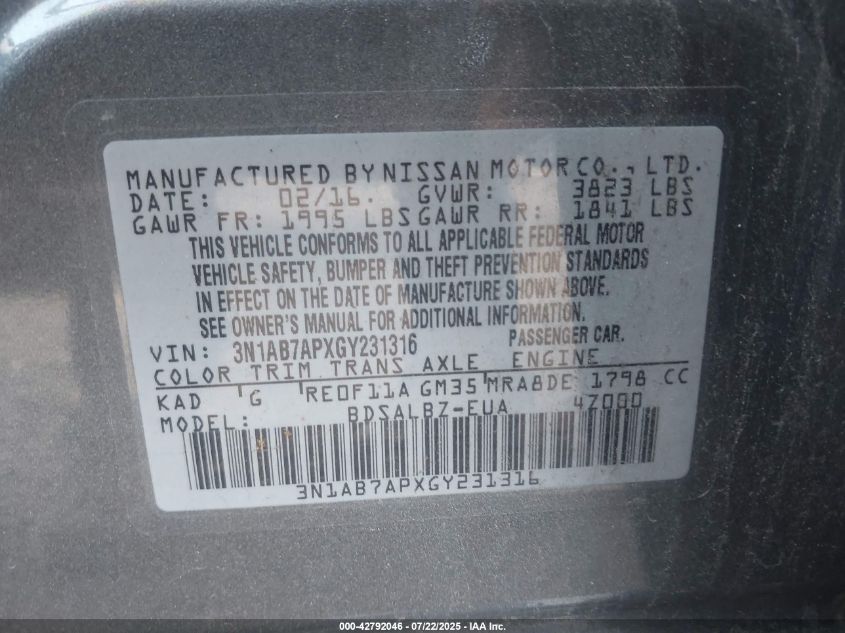 MANUFACTURED BY NISSAN MOTOR CO., LTD.
DATE: 02/16. GVWR: 3823 LBS
GAWR FR: 1995 LBS GAWR RR: 1841 LBS
THIS VEHICLE CONFORMS TO ALL APPLICABLE FEDERAL MOTOR
VEHICLE SAFETY, BUMPER AND THEFT PREVENTION STANDARDS
IN EFFECT ON THE DATE OF MANUFACTURE SHOWN ABOVE.
SEE OWNER'S MANUAL FOR ADDITIONAL INFORMATION.
VIN: 3N1AB7APXGY231316 PASSENGER CAR.
COLOR TRIM TRANS AXLE ENGINE
KAD G RE0F11A GM35 MRA8DE 1798 CC
MODEL: BDSALBZ-EUA 4Z000
3N1AB7APXGY231316
000-42792046 - 07/22/2025 - IAA Inc.